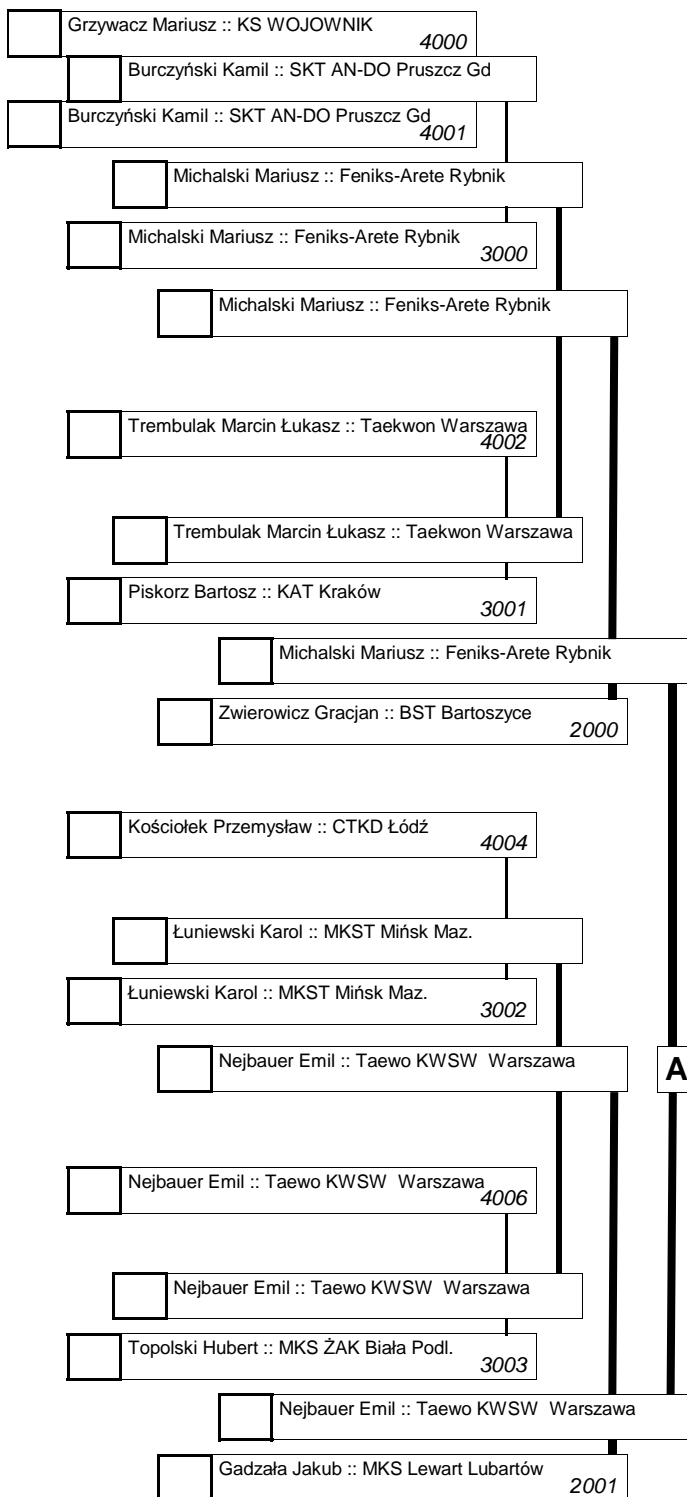 Grzywacz Mariusz :: KS WOJOWNIK
4000
Burczyński Kamil :: SKT AN-DO Pruszcz Gd
Burczyński Kamil :: SKT AN-DO Pruszcz Gd
4001
Michalski Mariusz :: Feniks-Arete Rybnik
Michalski Mariusz :: Feniks-Arete Rybnik
3000
Michalski Mariusz :: Feniks-Arete Rybnik
Trembulak Marcin Łukasz :: Taekwon Warszawa
4002
Trembulak Marcin Łukasz :: Taekwon Warszawa
Piskorz Bartosz :: KAT Kraków
3001
Michalski Mariusz :: Feniks-Arete Rybnik
Zwierowicz Gracjan :: BST Bartoszyce
2000
Kościołek Przemysław :: CTKD Łódź
4004
Łuniewski Karol :: MKST Mińsk Maz.
Łuniewski Karol :: MKST Mińsk Maz.
3002
Nejbauer Emil :: Taewo KWSW Warszawa
A
Nejbauer Emil :: Taewo KWSW Warszawa
4006
Nejbauer Emil :: Taewo KWSW Warszawa
Topolski Hubert :: MKS ŻAK Biała Podl.
3003
Nejbauer Emil :: Taewo KWSW Warszawa
Gadzała Jakub :: MKS Lewart Lubartów
2001